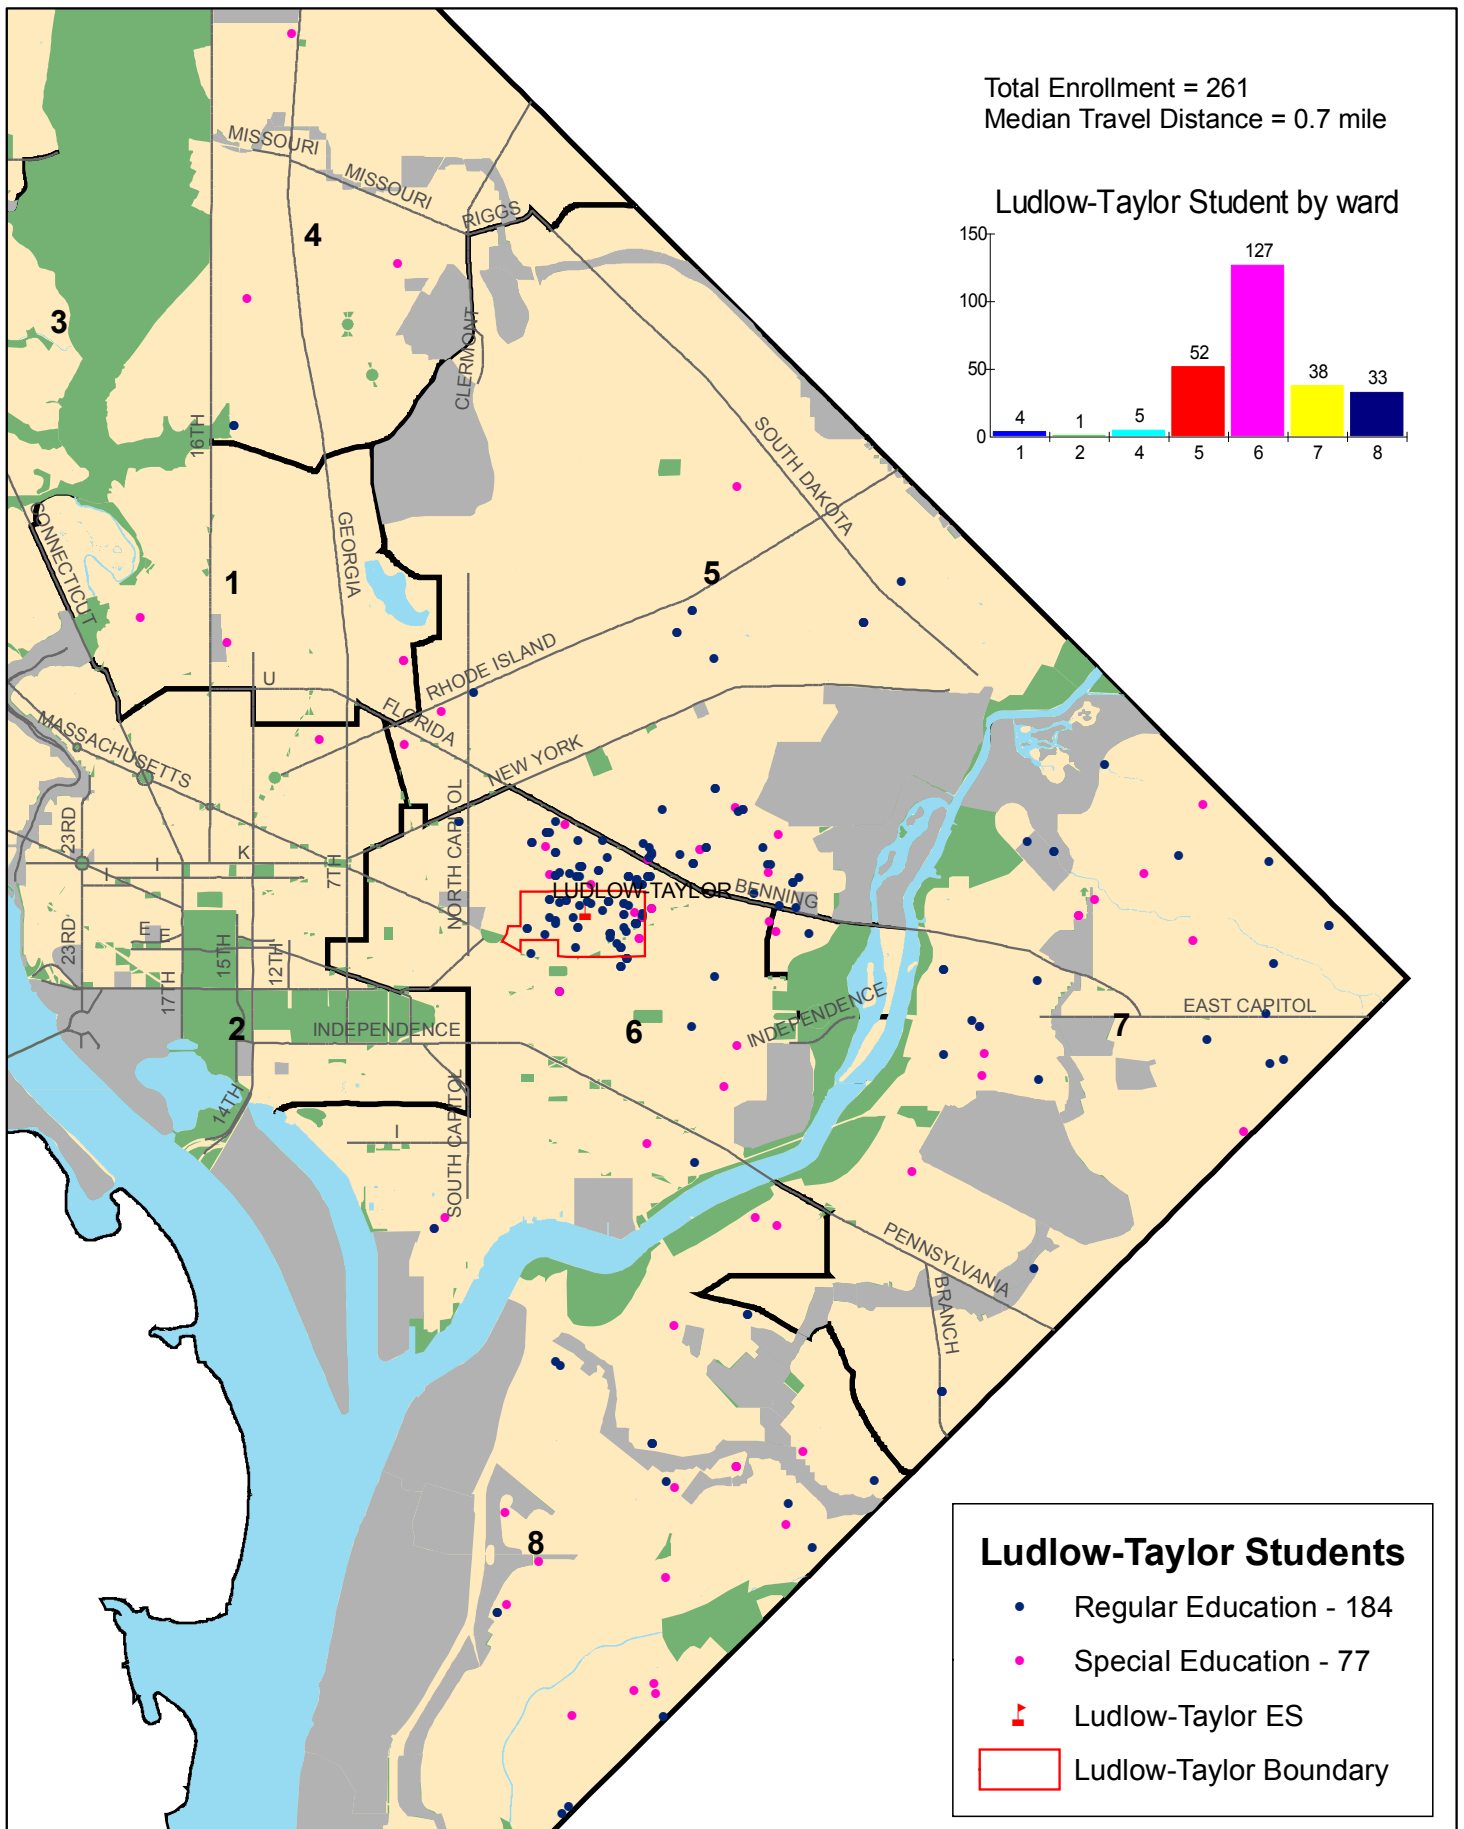 Total Enrollment = 261
Median Travel Distance = 0.7 mile
Ludlow-Taylor Student by ward
150
100
50
0
4
1
5
52
127
38
33
1
2
4
5
6
7
8
MISSOURI
MISSOURI
RIGGS
4
3
CLERMONT
16TH
SOUTH DAKOTA
CONNECTICUT
GEORGIA
1
5
RHODE ISLAND
U
FLORIDA
MASSACHUSETTS
NEW YORK
23RD
I
I
K
7TH
NORTH CAPITOL
LUDLOW-TAYLOR
BENNING
23RD
E
E
17TH
15TH
12TH
2
INDEPENDENCE
6
INDEPENDENCE
7
EAST CAPITOL
14TH
I
SOUTH CAPITOL
PENNSYLVANIA
BRANCH
8
Ludlow-Taylor Students
Regular Education - 184
Special Education - 77
Ludlow-Taylor ES
Ludlow-Taylor Boundary